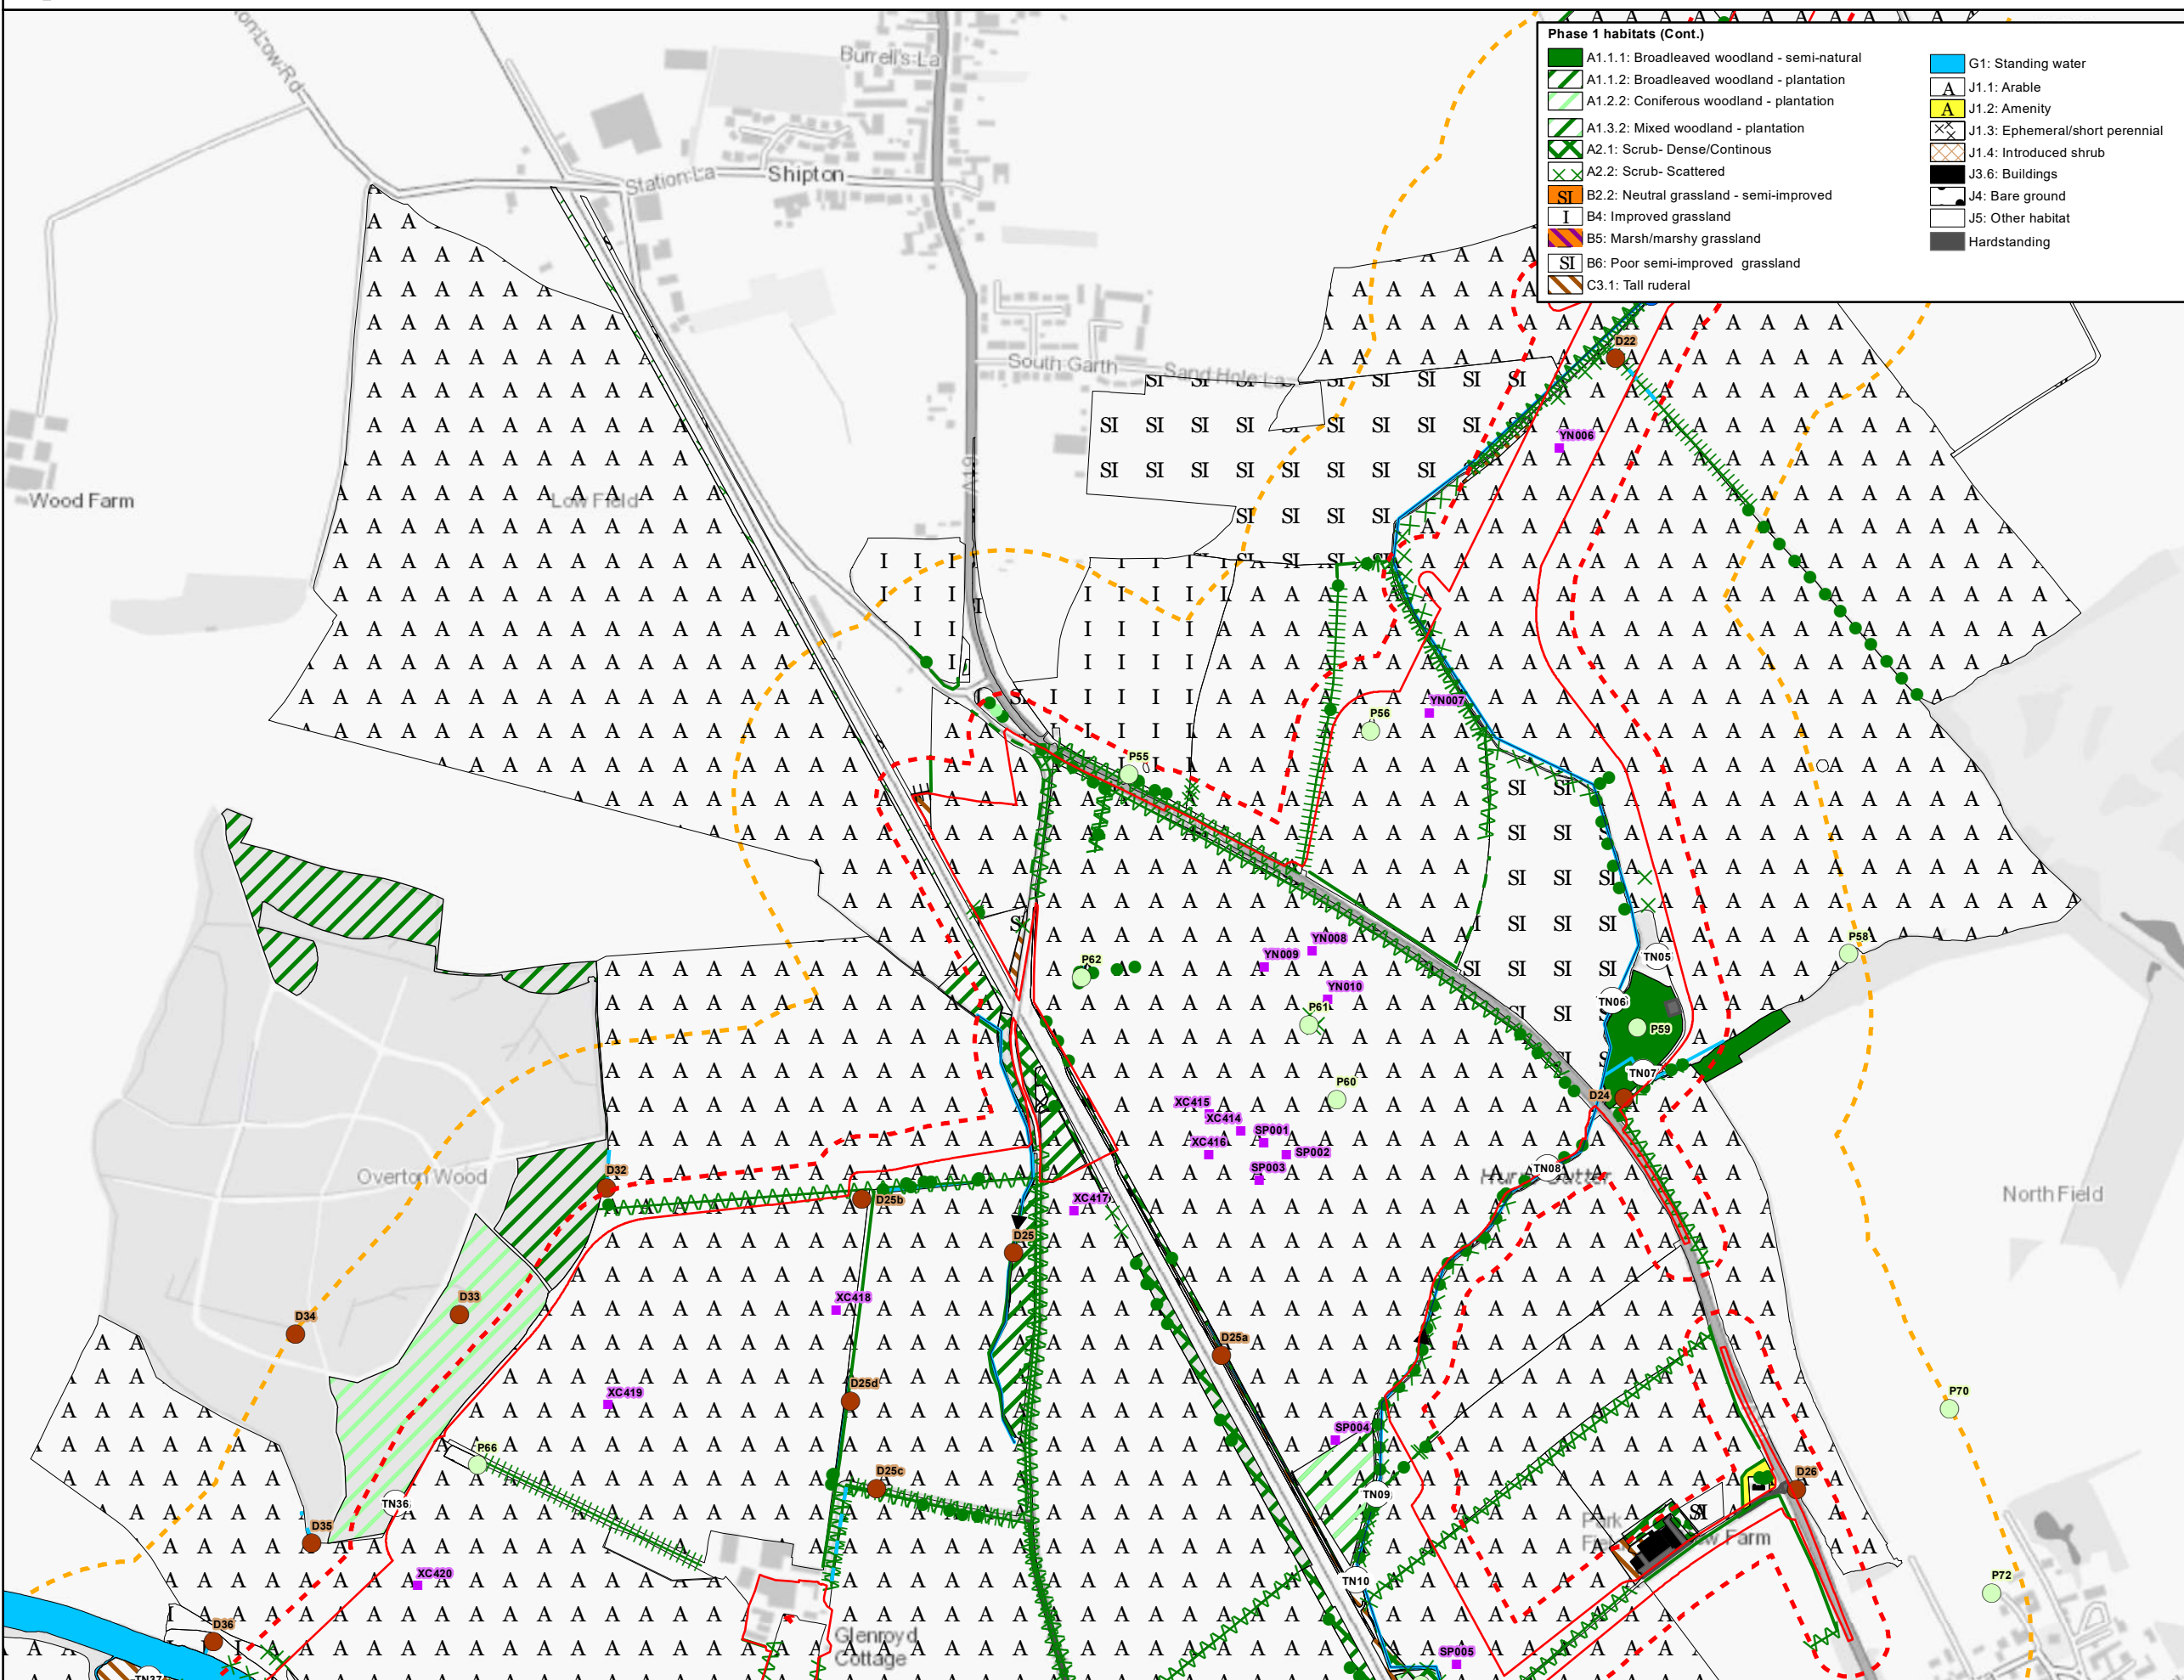 Phase 1 habitats (Cont.)
A1.1.1: Broadleaved woodland - semi-natural
A1.1.2: Broadleaved woodland - plantation
A1.2.2: Coniferous woodland - plantation
A1.3.2: Mixed woodland - plantation
A2.1: Scrub- Dense/Continous
A2.2: Scrub- Scattered
SI B2.2: Neutral grassland - semi-improved
I B4: Improved grassland
B5: Marsh/marshy grassland
SI B6: Poor semi-improved grassland
C3.1: Tall ruderal
G1: Standing water
A J1.1: Arable
A J1.2: Amenity
J1.3: Ephemeral/short perennial
J1.4: Introduced shrub
J3.6: Buildings
J4: Bare ground
J5: Other habitat
Hardstanding
Burrell's La
Station La
Shipton
South Garth
Sand Hole La
A19
Wood Farm
Low Field
D22
YN006
YN007
P56
P55
YN008
YN009
YN010
P62
P61
P58
TN05
TN06
P59
TN07
D24
P60
XC415
XC414
XC416
SP001
SP002
SP003
TN08
Overton Wood
D32
D25b
XC417
North Field
D25
D33
XC418
D34
D25a
D25d
XC419
P70
SP004
P66
D25c
D26
TN36
TN09
D35
Park
XC420
TN10
P72
D36
Glenroyd
Cottage
SP005
TN37